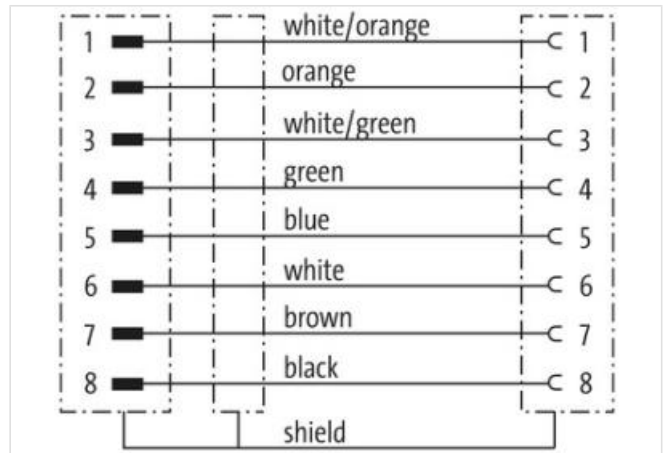 1 white/orange 1
2 orange 2
3 white/green 3
4 green 4
5 blue 5
6 white 6
7 brown 7
8 black 8
shield